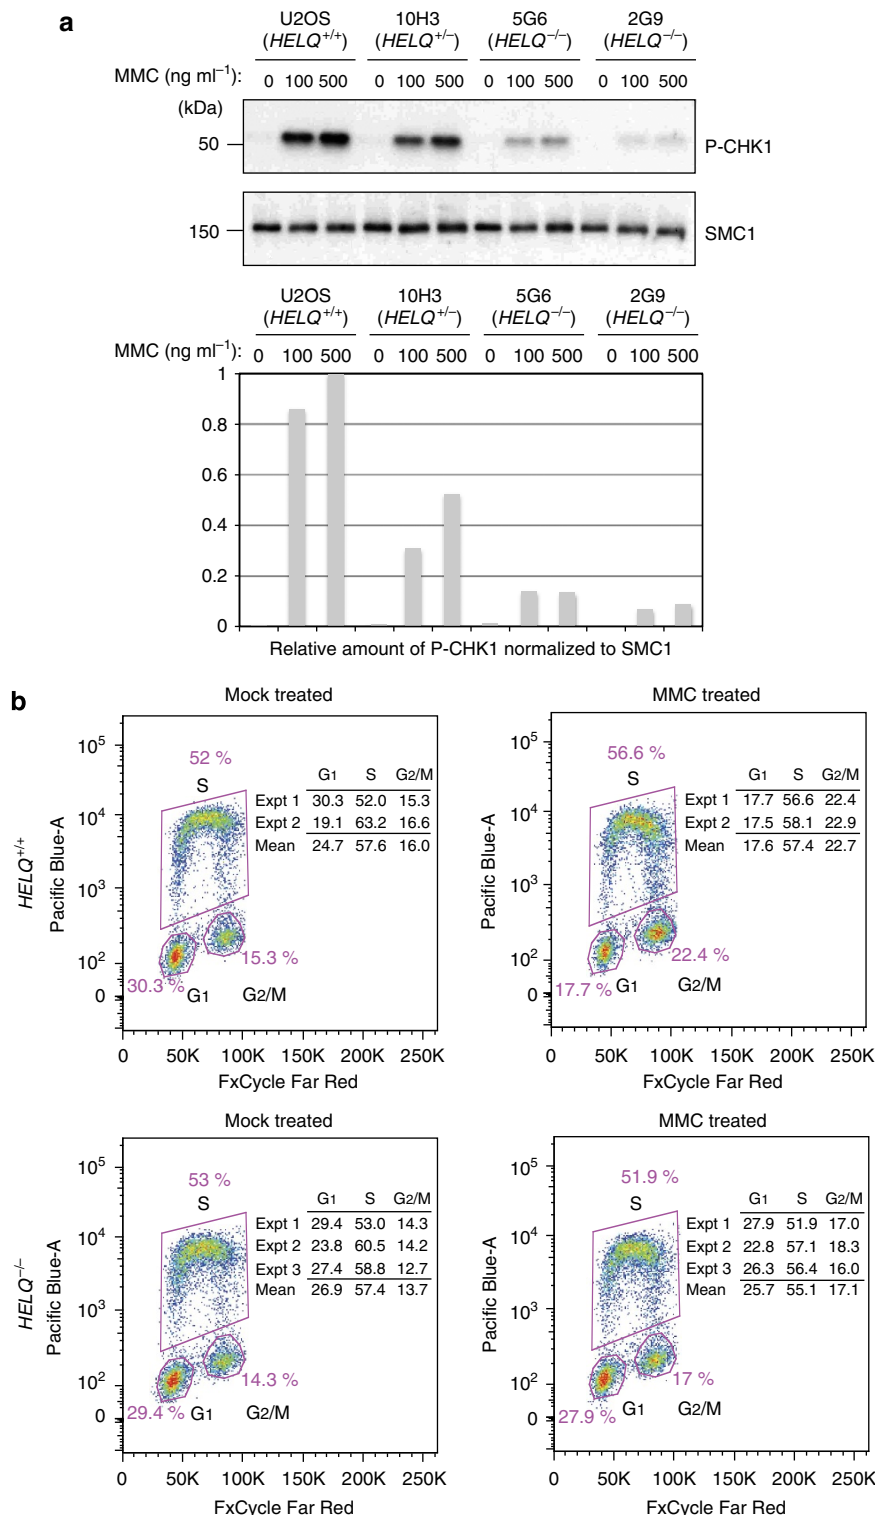 a
U2OS 10H3 5G6 2G9
(HELQ+/+) (HELQ+/−) (HELQ−/−) (HELQ−/−)
MMC (ng ml−1): 0 100 500 0 100 500 0 100 500 0 100 500
(kDa)
50 P-CHK1
150 SMC1
U2OS 10H3 5G6 2G9
(HELQ+/+) (HELQ+/−) (HELQ−/−) (HELQ−/−)
MMC (ng ml−1): 0 100 500 0 100 500 0 100 500 0 100 500
1
0.8
0.6
0.4
0.2
0
Relative amount of P-CHK1 normalized to SMC1
b
HELQ+/+
Mock treated
Pacific Blue-A
105
104
103
102
0
52 %
S
G1 S G2/M
Expt 1 30.3 52.0 15.3
Expt 2 19.1 63.2 16.6
Mean 24.7 57.6 16.0
15.3 %
30.3 %
G1 G2/M
0 50K 100K 150K 200K 250K
FxCycle Far Red
MMC treated
Pacific Blue-A
105
104
103
102
0
56.6 %
S
G1 S G2/M
Expt 1 17.7 56.6 22.4
Expt 2 17.5 58.1 22.9
Mean 17.6 57.4 22.7
22.4 %
17.7 %
G1 G2/M
0 50K 100K 150K 200K 250K
FxCycle Far Red
HELQ−/−
Mock treated
Pacific Blue-A
105
104
103
102
0
53 %
S
G1 S G2/M
Expt 1 29.4 53.0 14.3
Expt 2 23.8 60.5 14.2
Expt 3 27.4 58.8 12.7
Mean 26.9 57.4 13.7
14.3 %
29.4 %
G1 G2/M
0 50K 100K 150K 200K 250K
FxCycle Far Red
MMC treated
Pacific Blue-A
105
104
103
102
0
51.9 %
S
G1 S G2/M
Expt 1 27.9 51.9 17.0
Expt 2 22.8 57.1 18.3
Expt 3 26.3 56.4 16.0
Mean 25.7 55.1 17.1
17 %
27.9 %
G1 G2/M
0 50K 100K 150K 200K 250K
FxCycle Far Red